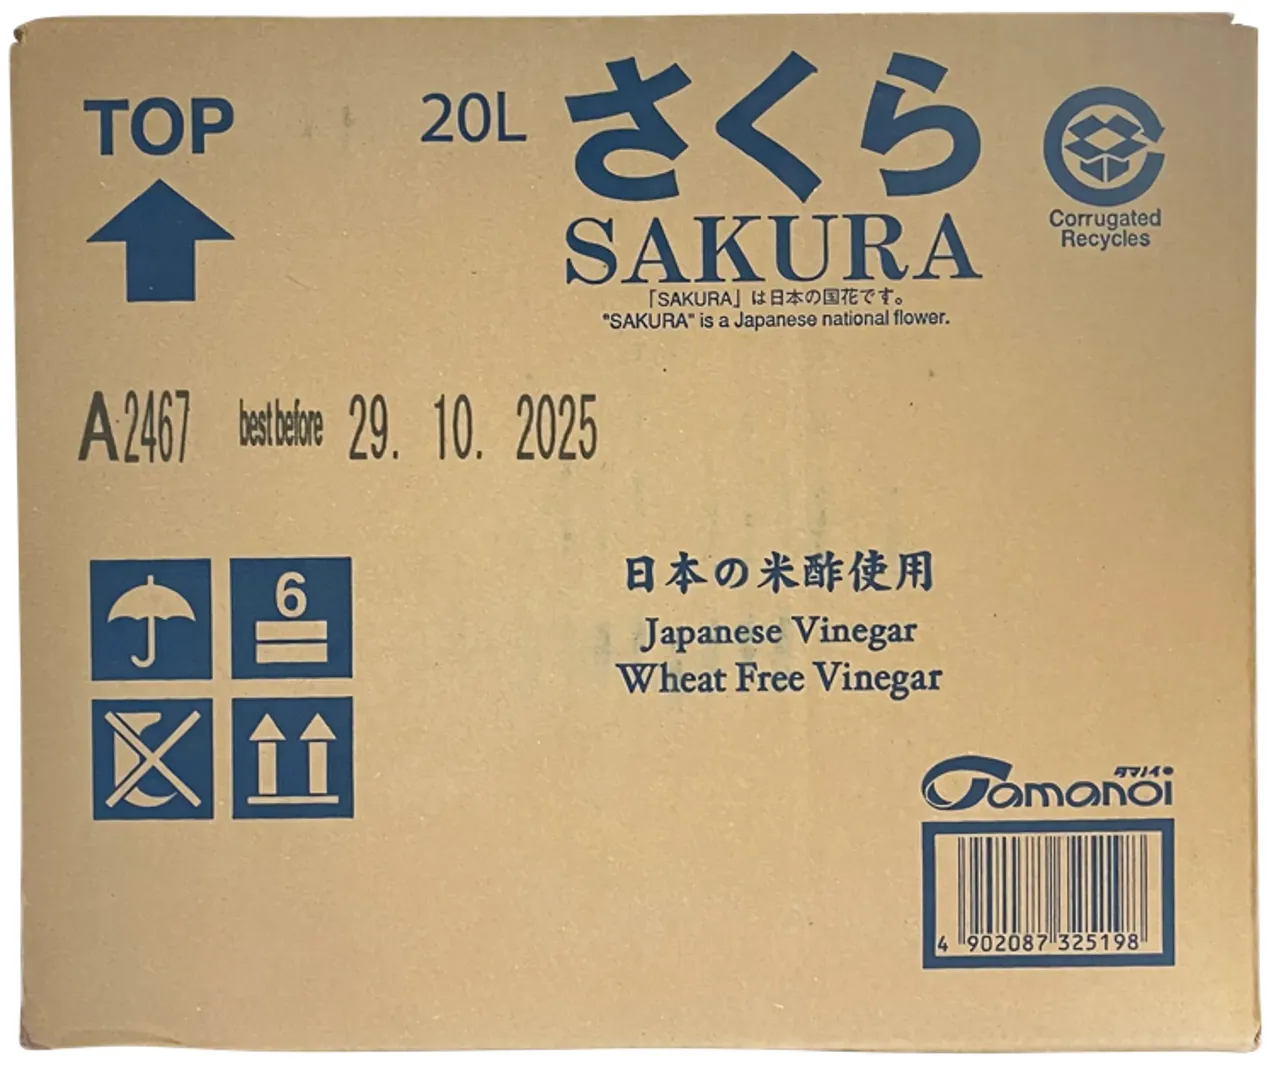 TOP
20L
さくら
SAKURA
「SAKURA」は日本の国花です。
"SAKURA" is a Japanese national flower.
Corrugated
Recycles
A2467 best before 29. 10. 2025
6
日本の米酢使用
Japanese Vinegar
Wheat Free Vinegar
タマノイ
Tamanoi
4 902087 325198